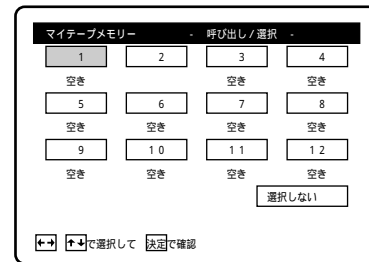 マイテープメモリー - 呼び出し/選択 -
1 2 3 4
空き 空き 空き
5 6 7 8
空き 空き 空き 空き
9 10 11 12
空き 空き 空き 空き
選択しない
←→ ↑↓で選択して 決定で確認